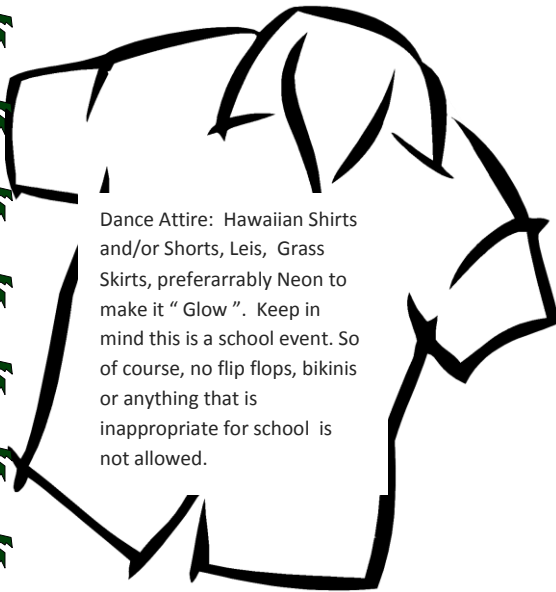 Dance Attire:  Hawaiian Shirts
and/or Shorts, Leis,  Grass
Skirts, preferarrably Neon to
make it “ Glow ”.  Keep in
mind this is a school event. So
of course, no flip flops, bikinis
or anything that is
inappropriate for school  is
not allowed.